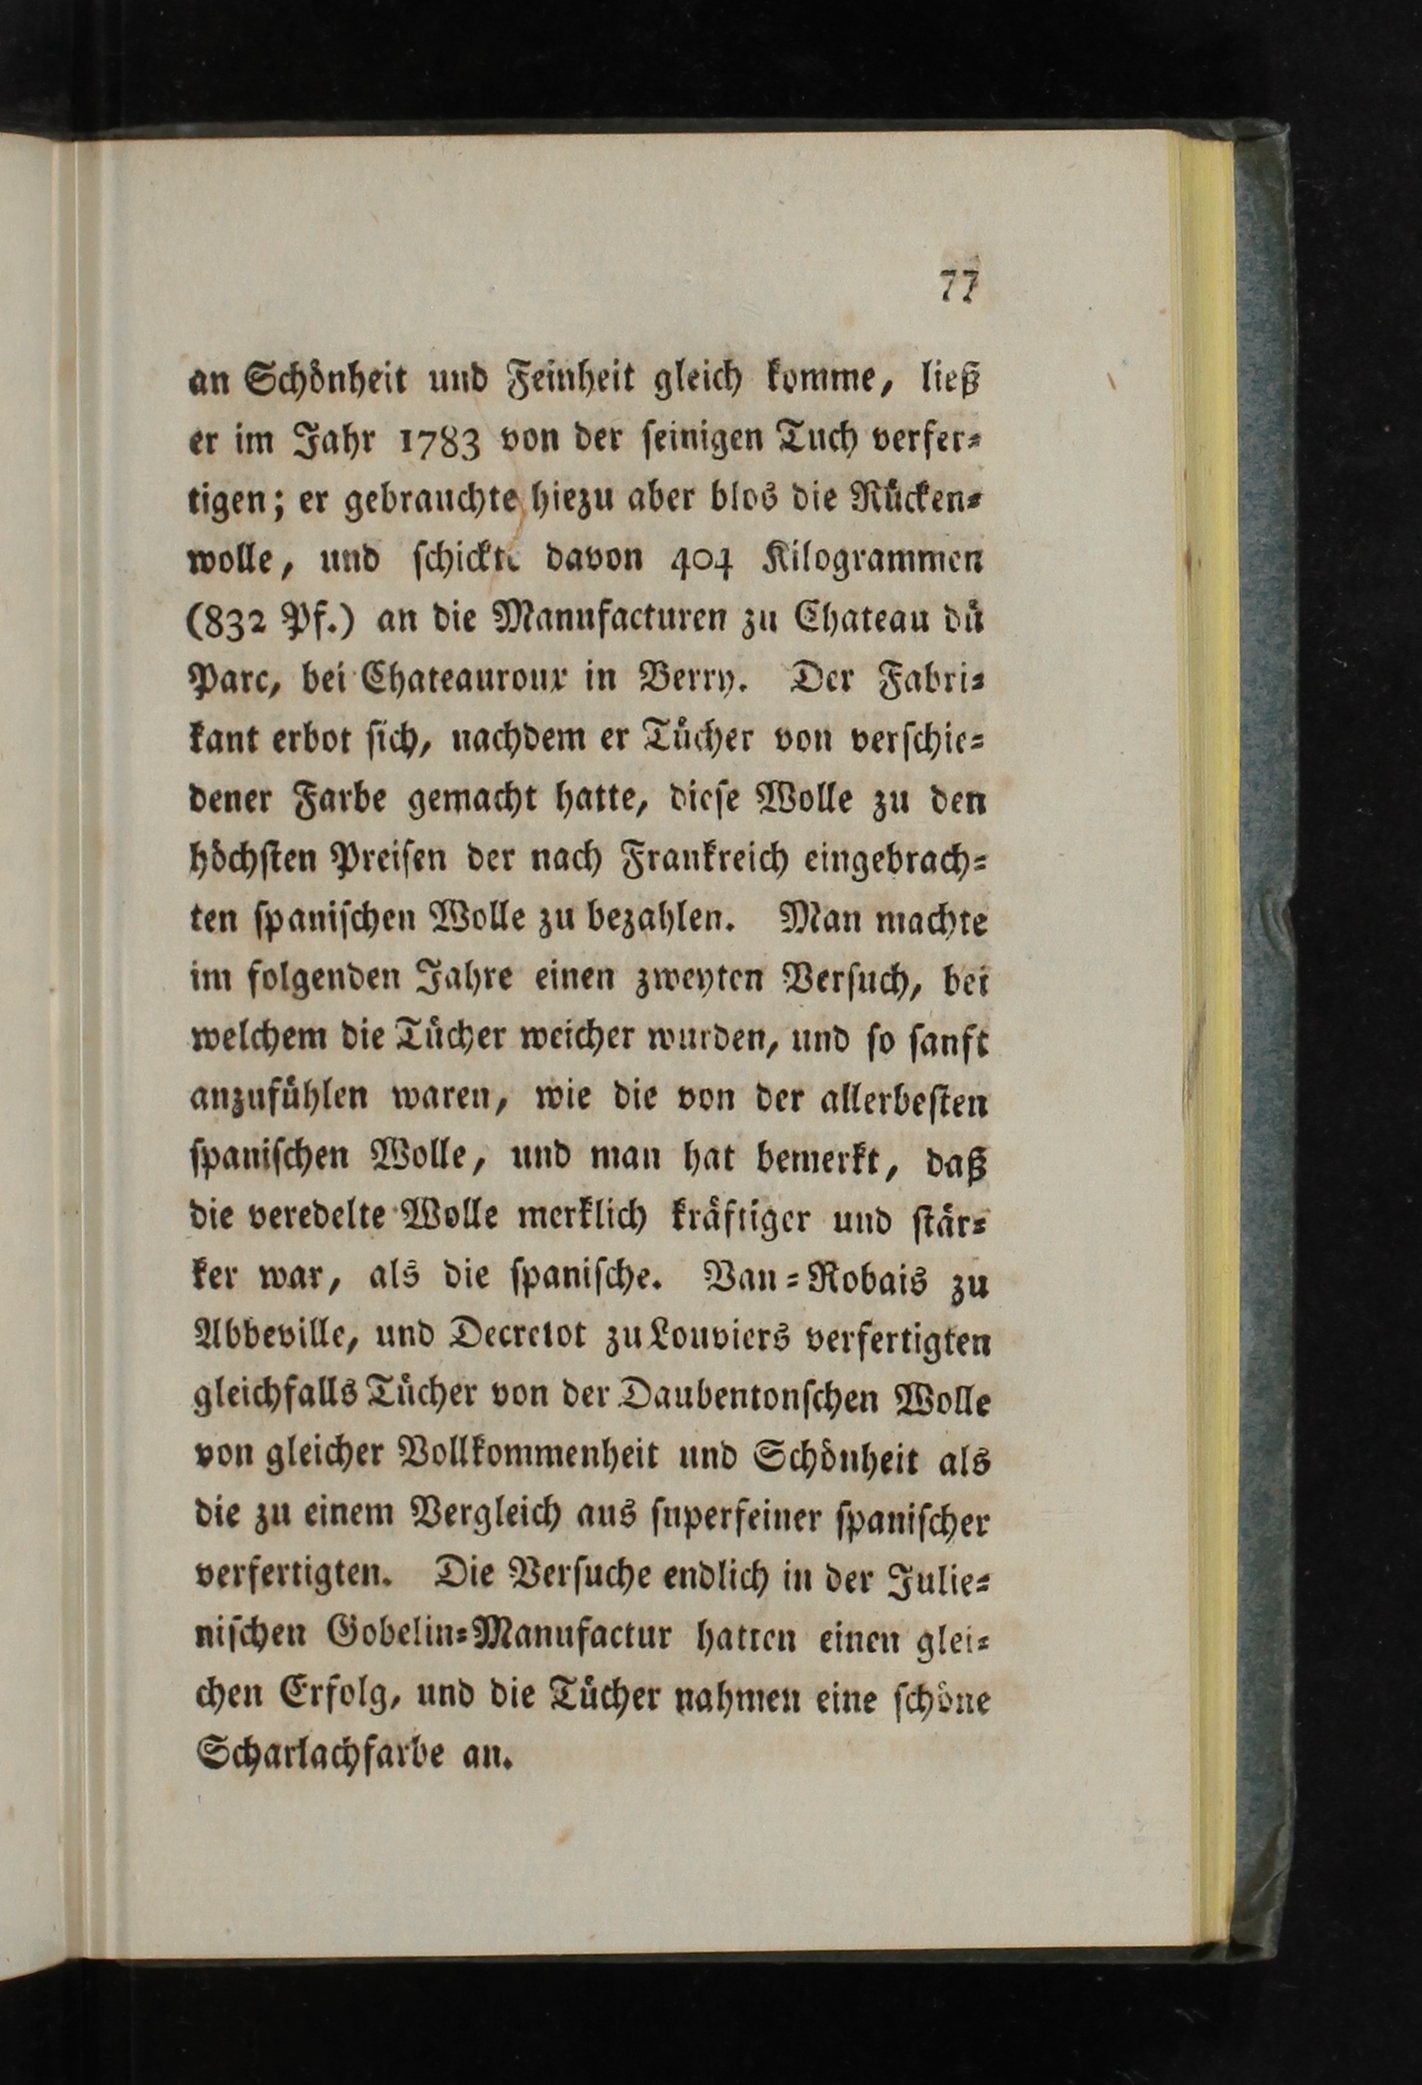 77
an Schönheit und Feinheit gleich komme, ließ
er im Jahr 1783 von der seinigen Tuch verfer⸗
tigen; er gebrauchte hiezu aber blos die Rücken⸗
wolle, und schickte davon 404 Kilogrammen
(832 Pf.) an die Manufacturen zu Chateau dü
Parc, bei Chateauroux in Berry. Der Fabri⸗
kant erbot sich, nachdem er Tücher von verschie⸗
dener Farbe gemacht hatte, diese Wolle zu den
höchsten Preisen der nach Frankreich eingebrach⸗
ten spanischen Wolle zu bezahlen. Man machte
im folgenden Jahre einen zweyten Versuch, bei
welchem die Tücher weicher wurden, und so sanft
anzufühlen waren, wie die von der allerbesten
spanischen Wolle, und man hat bemerkt, daß
die veredelte Wolle merklich kräftiger und stär⸗
ker war, als die spanische. Van⸗Robais zu
Abbeville, und Decretot zu Louviers verfertigten
gleichfalls Tücher von der Daubentonschen Wolle
von gleicher Vollkommenheit und Schönheit als
die zu einem Vergleich aus superfeiner spanischer
verfertigten. Die Versuche endlich in der Julie⸗
nischen Gobelin⸗Manufactur hatten einen glei⸗
chen Erfolg, und die Tücher nahmen eine schöne
Scharlachfarbe an.